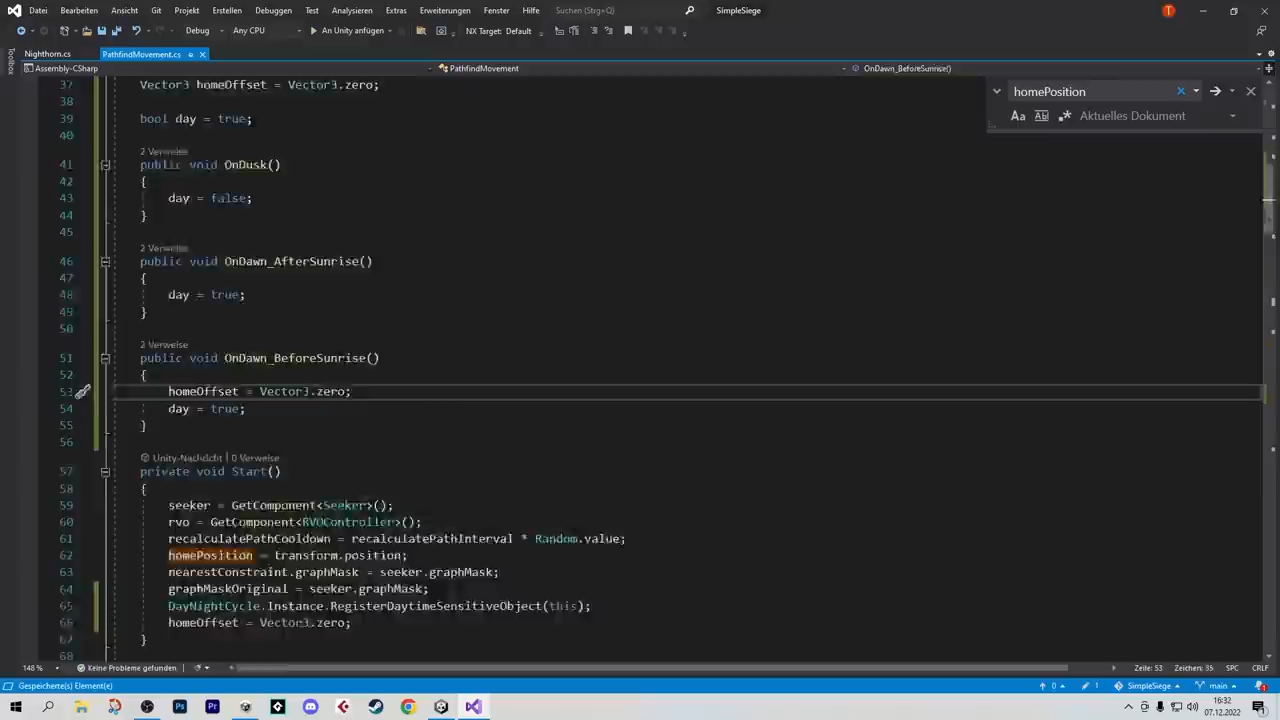 Datei Bearbeiten Ansicht Git Projekt Erstellen Debuggen Test Analysieren Extras Erweiterungen Fenster Hilfe Suchen (Strg+Q) SimpleSiege T
Debug Any CPU An Unity anfügen NX Target: Default
Nighthorn.cs PathfindMovement.cs
Toolbox
Assembly-CSharp PathfindMovement OnDawn_BeforeSunrise()
homePosition
Aa Ab Aktuelles Dokument
37 Vector3 homeOffset = Vector3.zero;
38
39 bool day = true;
40
2 Verweise
41 public void OnDusk()
42 {
43 day = false;
44 }
45
2 Verweise
46 public void OnDawn_AfterSunrise()
47 {
48 day = true;
49 }
50
2 Verweise
51 public void OnDawn_BeforeSunrise()
52 {
53 homeOffset = Vector3.zero;
54 day = true;
55 }
56
Unity-Nachricht | 0 Verweise
57 private void Start()
58 {
59 seeker = GetComponent<Seeker>();
60 rvo = GetComponent<RVOController>();
61 recalculatePathCooldown = recalculatePathInterval * Random.value;
62 homePosition = transform.position;
63 nearestConstraint.graphMask = seeker.graphMask;
64 graphMaskOriginal = seeker.graphMask;
65 DayNightCycle.Instance.RegisterDaytimeSensitiveObject(this);
66 homeOffset = Vector3.zero;
67 }
68
148 % Keine Probleme gefunden Zeile: 53 Zeichen: 35 SPC CRLF
Gespeicherte(s) Element(e) 0 1 SimpleSiege main 1
16:32
07.12.2022